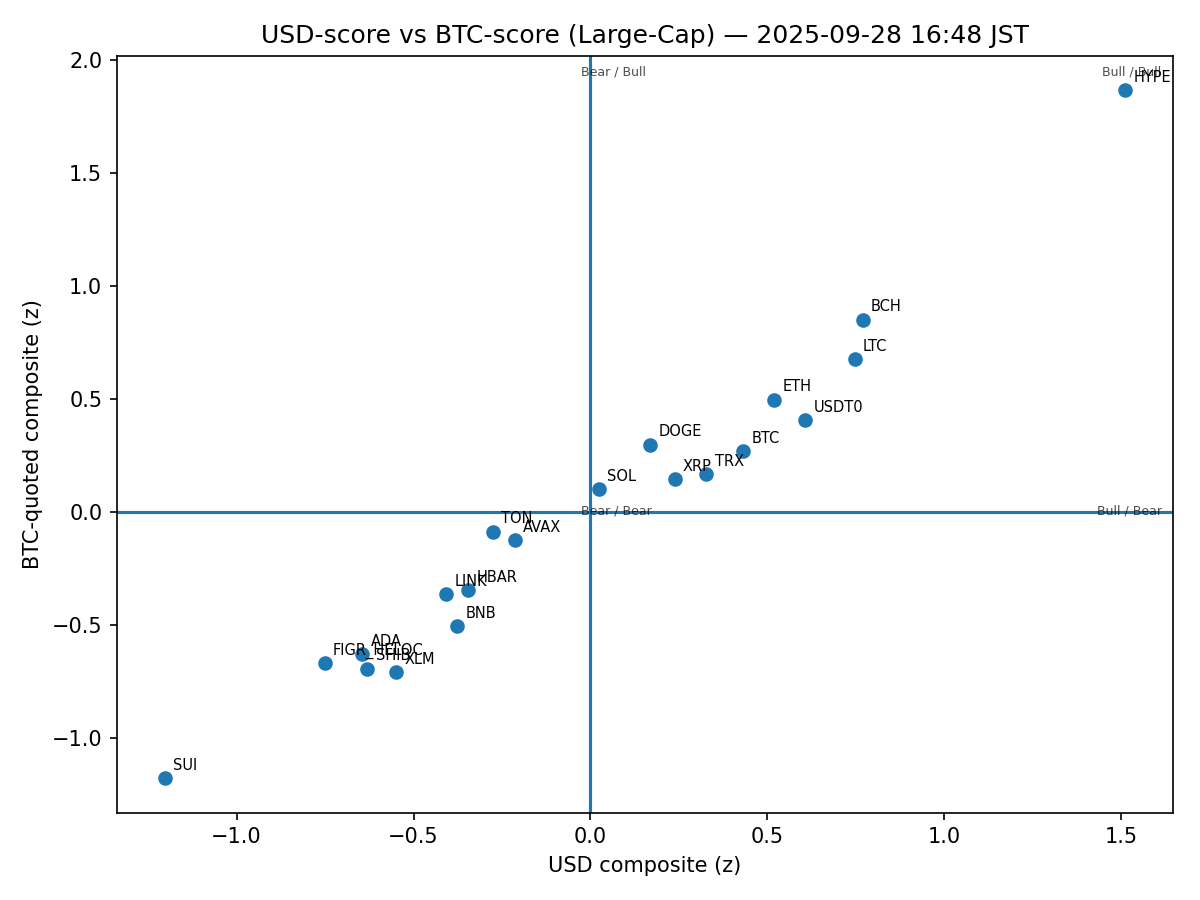 USD-score vs BTC-score (Large-Cap) — 2025-09-28 16:48 JST
2.0
1.5
1.0
0.5
0.0
−0.5
−1.0
BTC-quoted composite (z)
Bear / Bull
Bull / Bull
HYPE
BCH
LTC
ETH
USDT0
DOGE
BTC
XRP
TRX
SOL
Bear / Bear
Bull / Bear
TON
AVAX
LINK
HBAR
BNB
ADA
FIGR_HELOC
SHIB
XLM
SUI
−1.0
−0.5
0.0
0.5
1.0
1.5
USD composite (z)